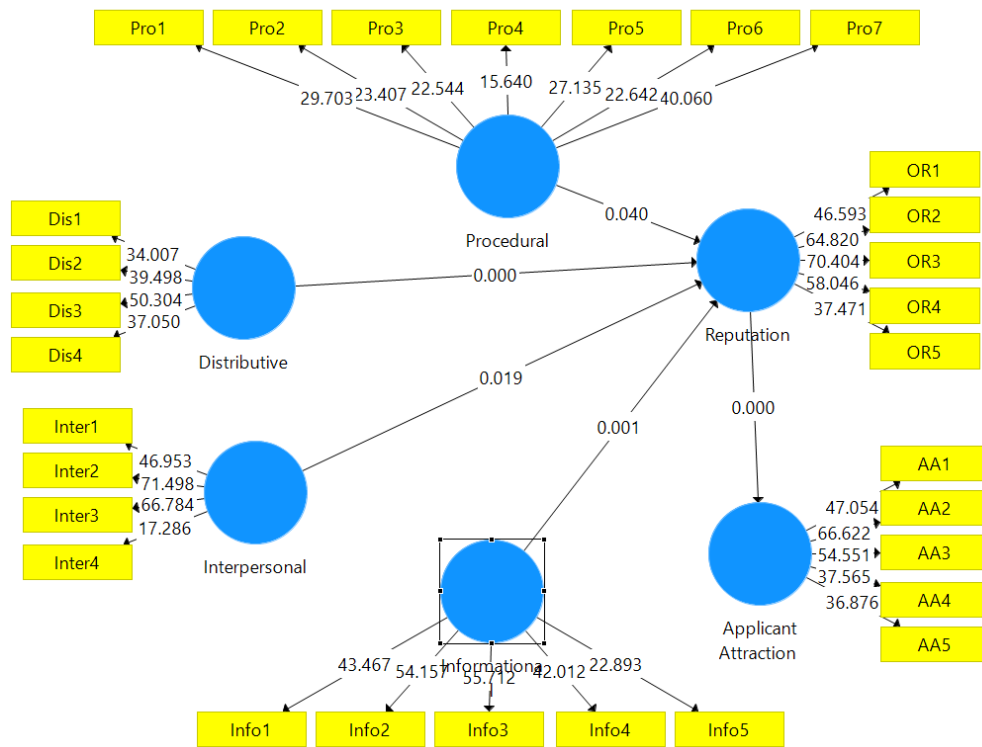 Pro1 Pro2 Pro3 Pro4 Pro5 Pro6 Pro7
29.703 23.407 22.544 15.640 27.135 22.642 40.060
Procedural
0.040
Dis1
Dis2
Dis3
Dis4
34.007
39.498
50.304
37.050
Distributive
0.000
OR1
OR2
OR3
OR4
OR5
46.593
64.820
70.404
58.046
37.471
Reputation
Inter1
Inter2
Inter3
Inter4
46.953
71.498
66.784
17.286
Interpersonal
0.019
0.001
0.000
AA1
AA2
AA3
AA4
AA5
47.054
66.622
54.551
37.565
36.876
Applicant
Attraction
Informationa
l
43.467 54.157 55.712 42.012 22.893
Info1 Info2 Info3 Info4 Info5